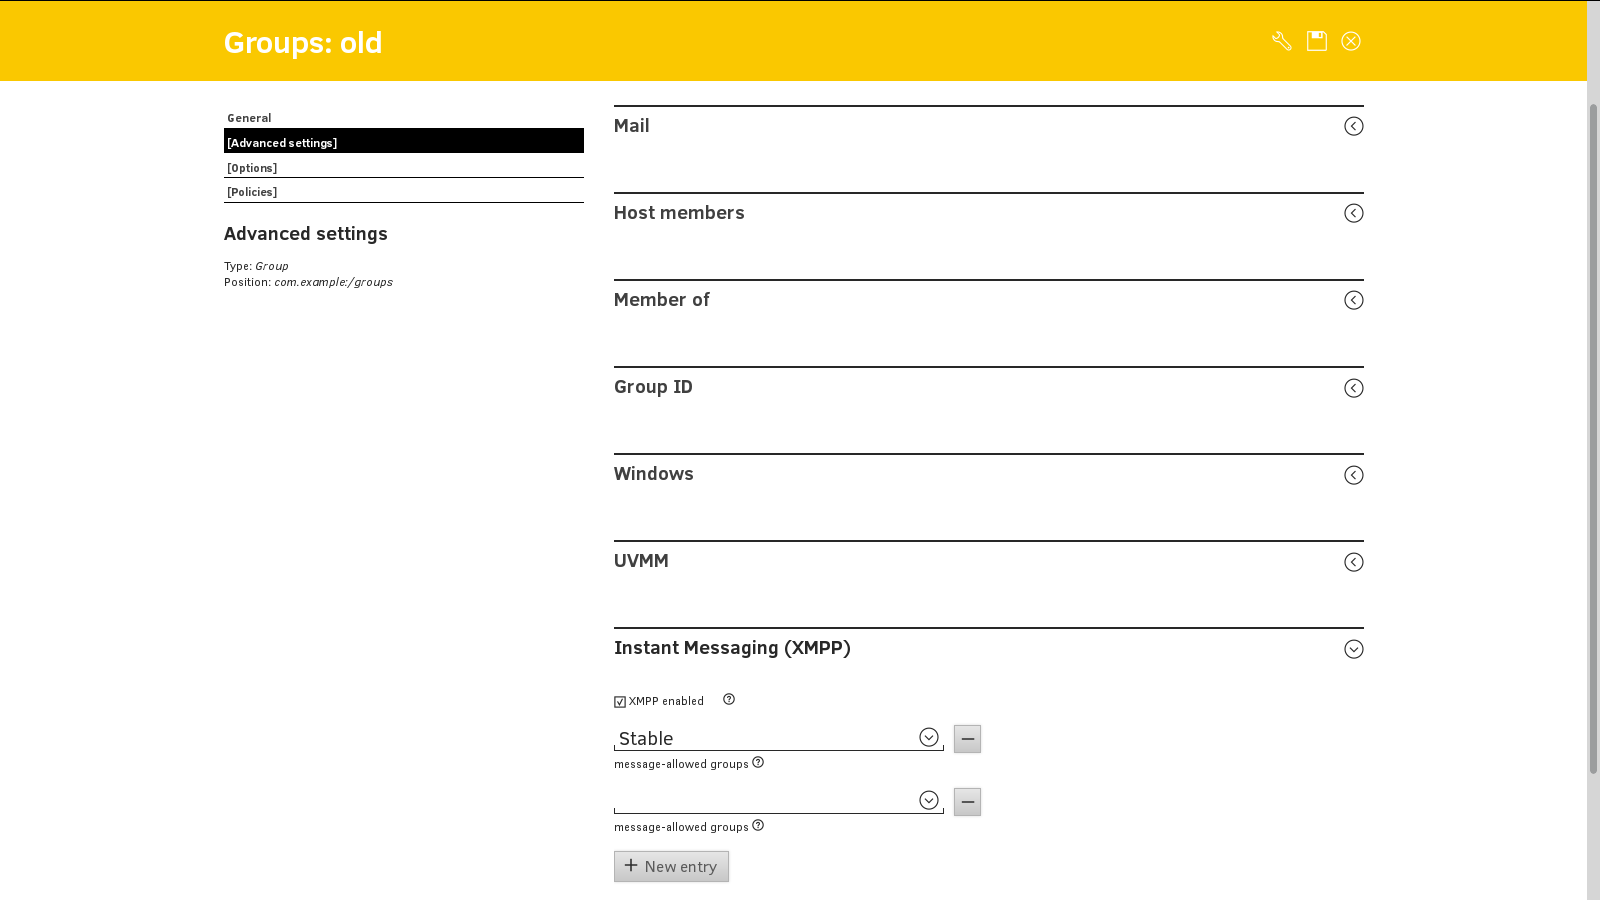 Groups: old
General
[Advanced settings]
[Options]
[Policies]
Advanced settings
Type: Group
Position: com.example:/groups
Mail
Host members
Member of
Group ID
Windows
UVMM
Instant Messaging (XMPP)
XMPP enabled
Stable
message-allowed groups
message-allowed groups
New entry